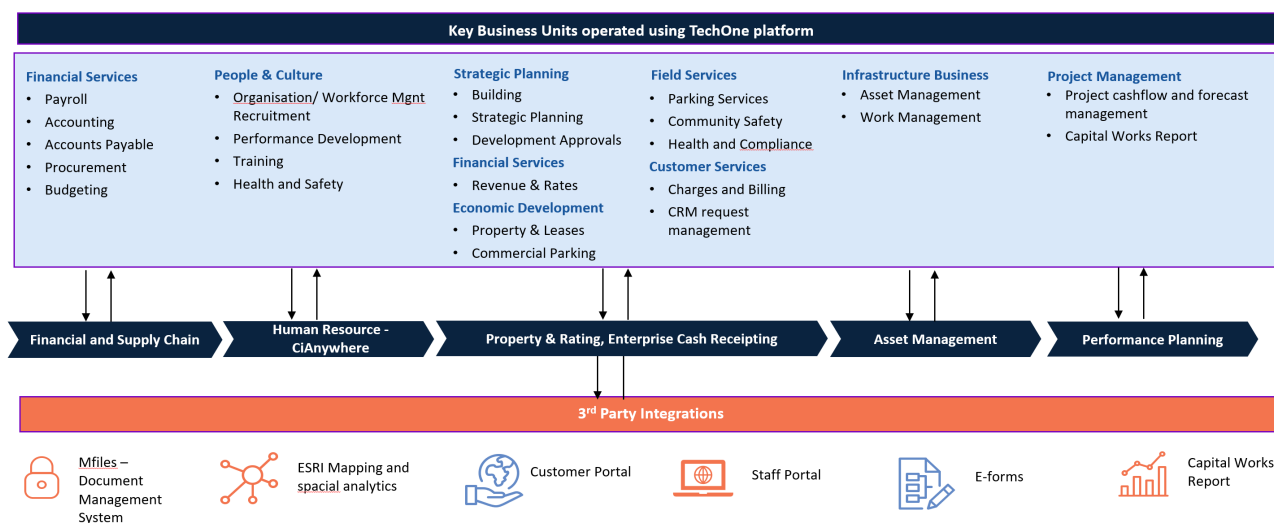 Key Business Units operated using TechOne platform
Financial Services
• Payroll
• Accounting
• Accounts Payable
• Procurement
• Budgeting
People & Culture
• Organisation/ Workforce Mgnt
Recruitment
• Performance Development
• Training
• Health and Safety
Strategic Planning
• Building
• Strategic Planning
• Development Approvals
Financial Services
• Revenue & Rates
Economic Development
• Property & Leases
• Commercial Parking
Field Services
• Parking Services
• Community Safety
• Health and Compliance
Customer Services
• Charges and Billing
• CRM request
management
Infrastructure Business
• Asset Management
• Work Management
Project Management
• Project cashflow and forecast
management
• Capital Works Report
Financial and Supply Chain
Human Resource -
CiAnywhere
Property & Rating, Enterprise Cash Receipting
Asset Management
Performance Planning
3rd Party Integrations
Mfiles –
Document
Management
System
ESRI Mapping and
spacial analytics
Customer Portal
Staff Portal
E-forms
Capital Works
Report